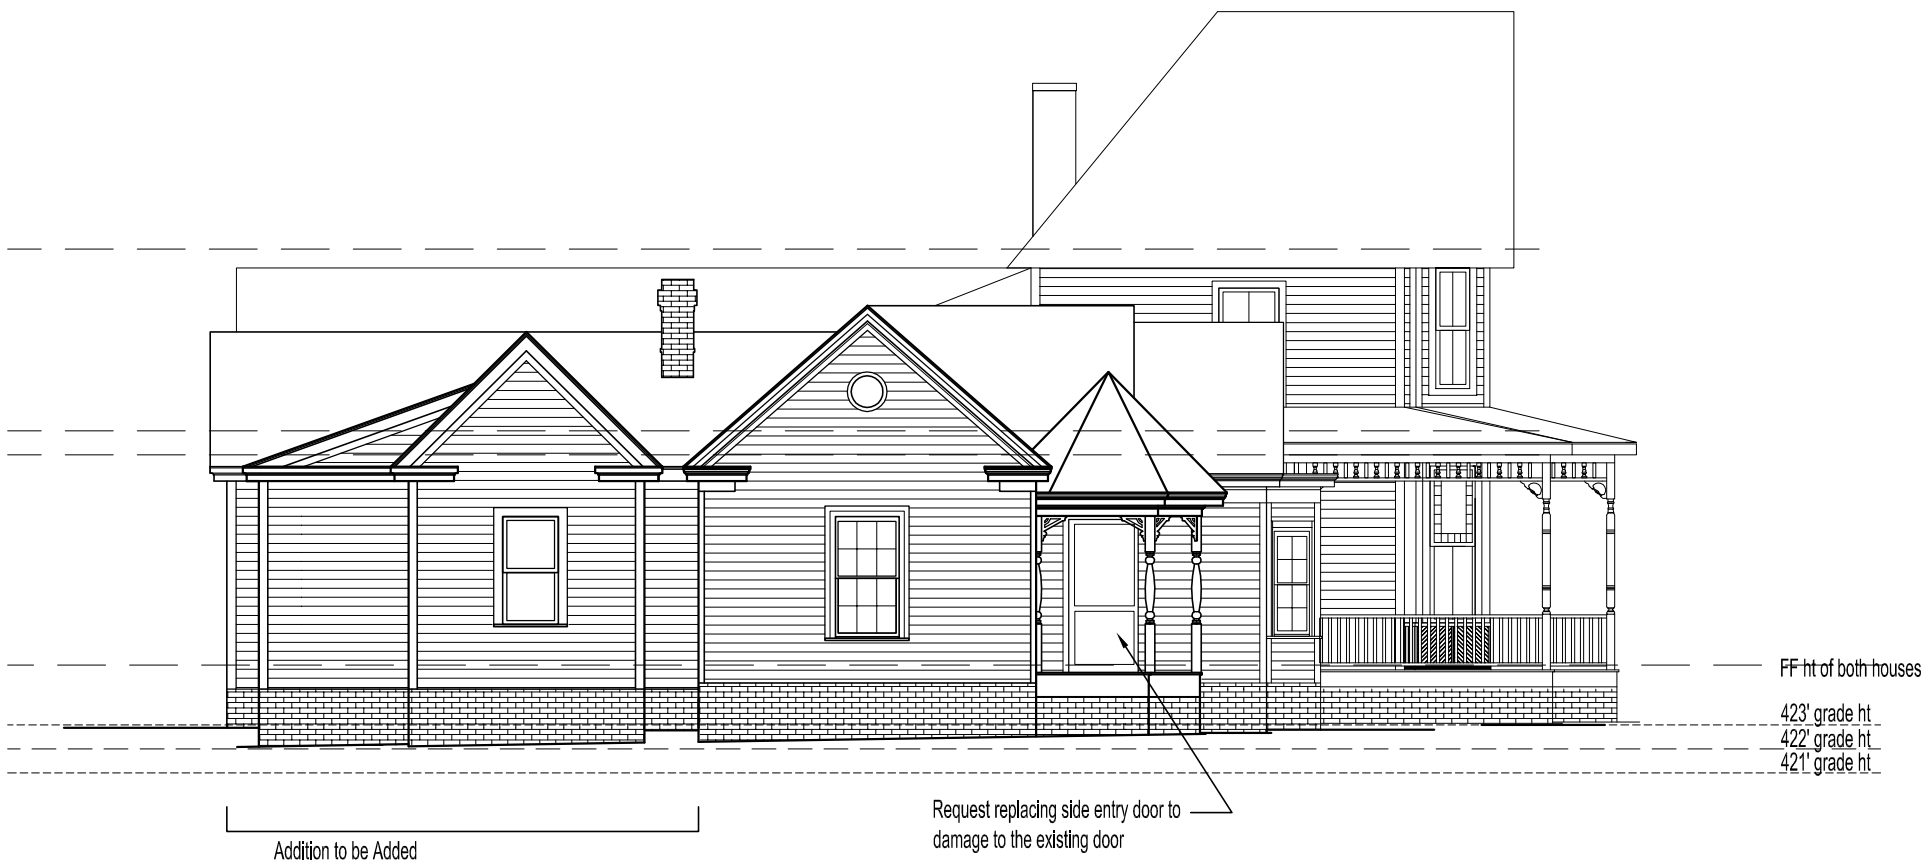 FF ht of both houses
423' grade ht
422' grade ht
421' grade ht
Request replacing side entry door to
damage to the existing door
Addition to be Added